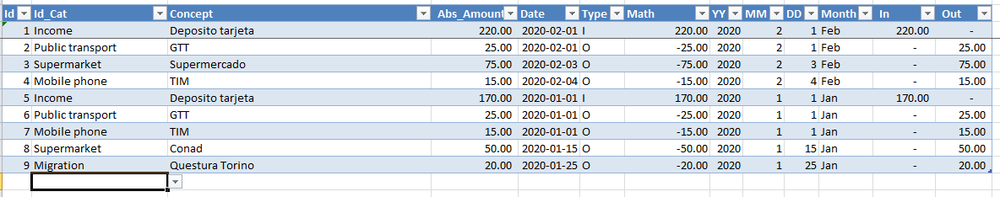 Id Id_Cat Concept Abs_Amount Date Type Math YY MM DD Month In Out
1 Income Deposito tarjeta 220.00 2020-02-01 I 220.00 2020 2 1 Feb 220.00 -
2 Public transport GTT 25.00 2020-02-01 O -25.00 2020 2 1 Feb - 25.00
3 Supermarket Supermercado 75.00 2020-02-03 O -75.00 2020 2 3 Feb - 75.00
4 Mobile phone TIM 15.00 2020-02-04 O -15.00 2020 2 4 Feb - 15.00
5 Income Deposito tarjeta 170.00 2020-01-01 I 170.00 2020 1 1 Jan 170.00 -
6 Public transport GTT 25.00 2020-01-01 O -25.00 2020 1 1 Jan - 25.00
7 Mobile phone TIM 15.00 2020-01-01 O -15.00 2020 1 1 Jan - 15.00
8 Supermarket Conad 50.00 2020-01-15 O -50.00 2020 1 15 Jan - 50.00
9 Migration Questura Torino 20.00 2020-01-25 O -20.00 2020 1 25 Jan - 20.00